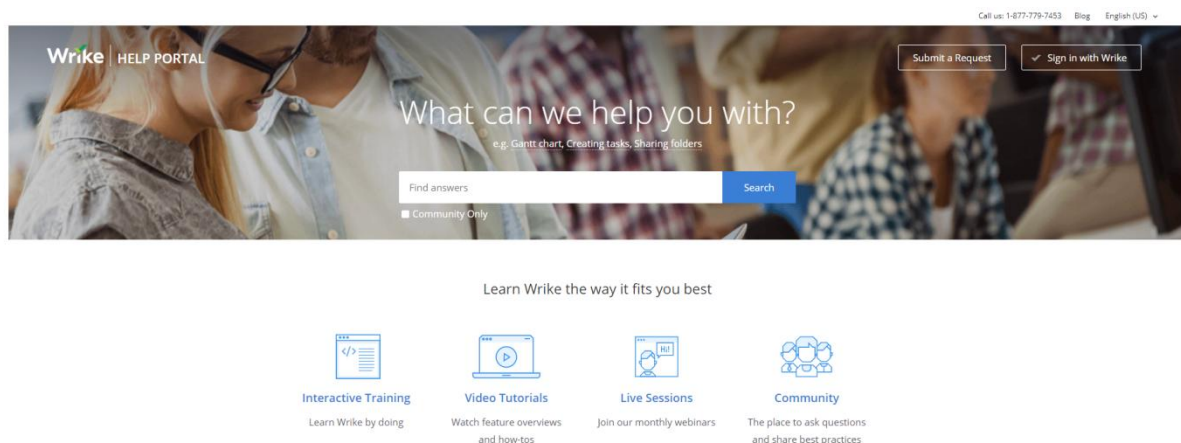 Call us: 1-877-779-7453 Blog English (US)
Wrike HELP PORTAL
Submit a Request
Sign in with Wrike
What can we help you with?
e.g. Gantt chart, Creating tasks, Sharing folders
Find answers
Search
Community Only
Learn Wrike the way it fits you best
</>
Hi!
Interactive Training
Learn Wrike by doing
Video Tutorials
Watch feature overviews
and how-tos
Live Sessions
Join our monthly webinars
Community
The place to ask questions
and share best practices